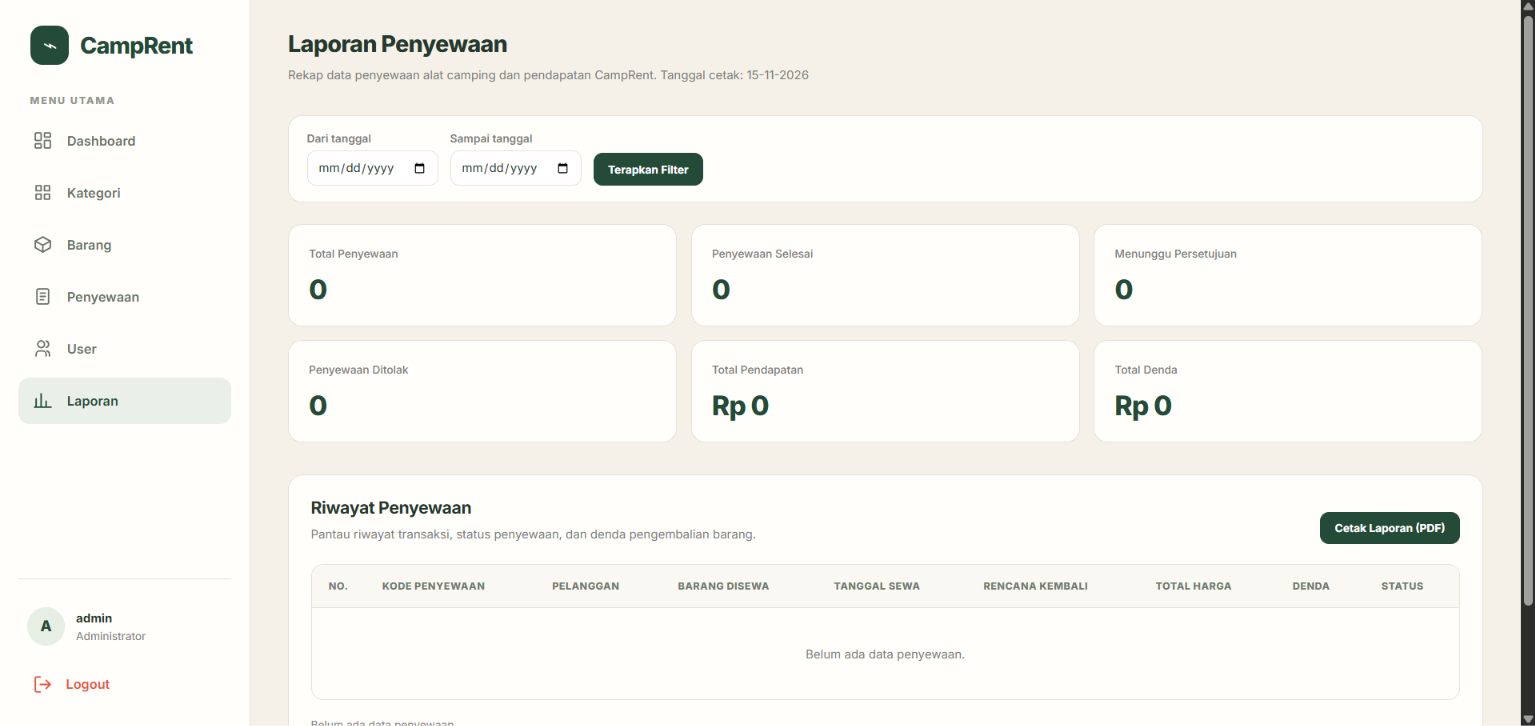 CampRent
MENU UTAMA
Dashboard
Kategori
Barang
Penyewaan
User
Laporan
A
admin
Administrator
Logout
Laporan Penyewaan
Rekap data penyewaan alat camping dan pendapatan CampRent. Tanggal cetak: 15-11-2026
Dari tanggal
Sampai tanggal
mm/dd/yyyy
mm/dd/yyyy
Terapkan Filter
Total Penyewaan
0
Penyewaan Selesai
0
Menunggu Persetujuan
0
Penyewaan Ditolak
0
Total Pendapatan
Rp 0
Total Denda
Rp 0
Riwayat Penyewaan
Pantau riwayat transaksi, status penyewaan, dan denda pengembalian barang.
Cetak Laporan (PDF)
NO. KODE PENYEWAAN PELANGGAN BARANG DISEWA TANGGAL SEWA RENCANA KEMBALI TOTAL HARGA DENDA STATUS
Belum ada data penyewaan.
Belum ada data penyewaan.